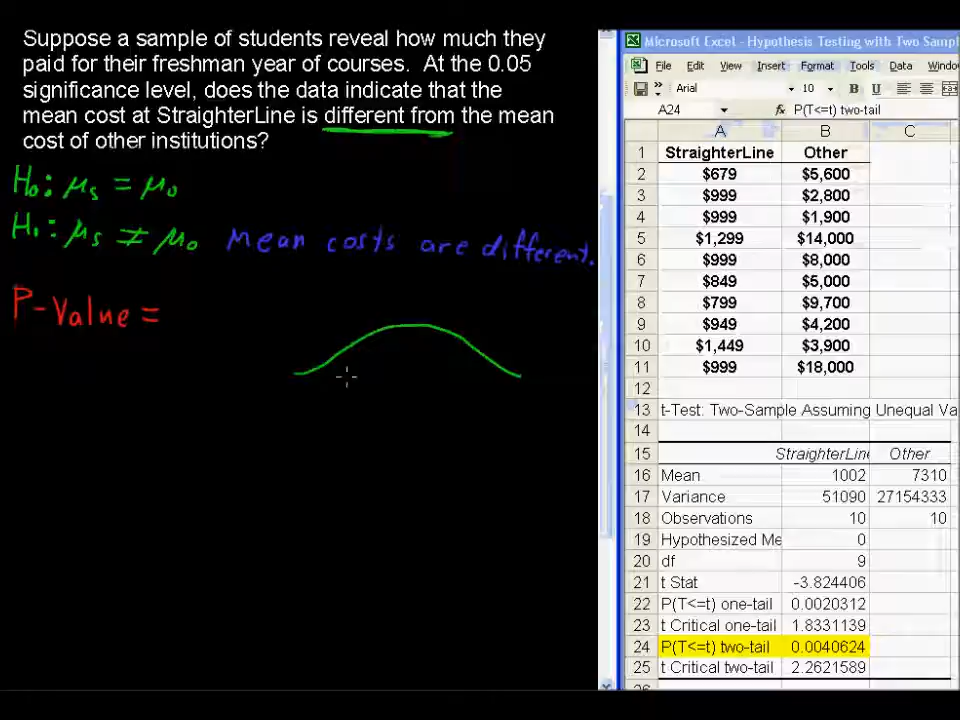 Suppose a sample of students reveal how much they
paid for their freshman year of courses. At the 0.05
significance level, does the data indicate that the
mean cost at StraighterLine is different from the mean
cost of other institutions?
H₀: μs = μ₀
H₁: μs ≠ μ₀ Mean costs are different.
P-Value =
Microsoft Excel - Hypothesis Testing with Two Sampl
File Edit View Insert Format Tools Data Window
Arial 10 B U
A24 fx P(T<=t) two-tail
A B C
1 StraighterLine Other
2 $679 $5,600
3 $999 $2,800
4 $999 $1,900
5 $1,299 $14,000
6 $999 $8,000
7 $849 $5,000
8 $799 $9,700
9 $949 $4,200
10 $1,449 $3,900
11 $999 $18,000
12
13 t-Test: Two-Sample Assuming Unequal Va
14
15 StraighterLine Other
16 Mean 1002 7310
17 Variance 51090 27154333
18 Observations 10 10
19 Hypothesized Me 0
20 df 9
21 t Stat -3.824406
22 P(T<=t) one-tail 0.0020312
23 t Critical one-tail 1.8331139
24 P(T<=t) two-tail 0.0040624
25 t Critical two-tail 2.2621589